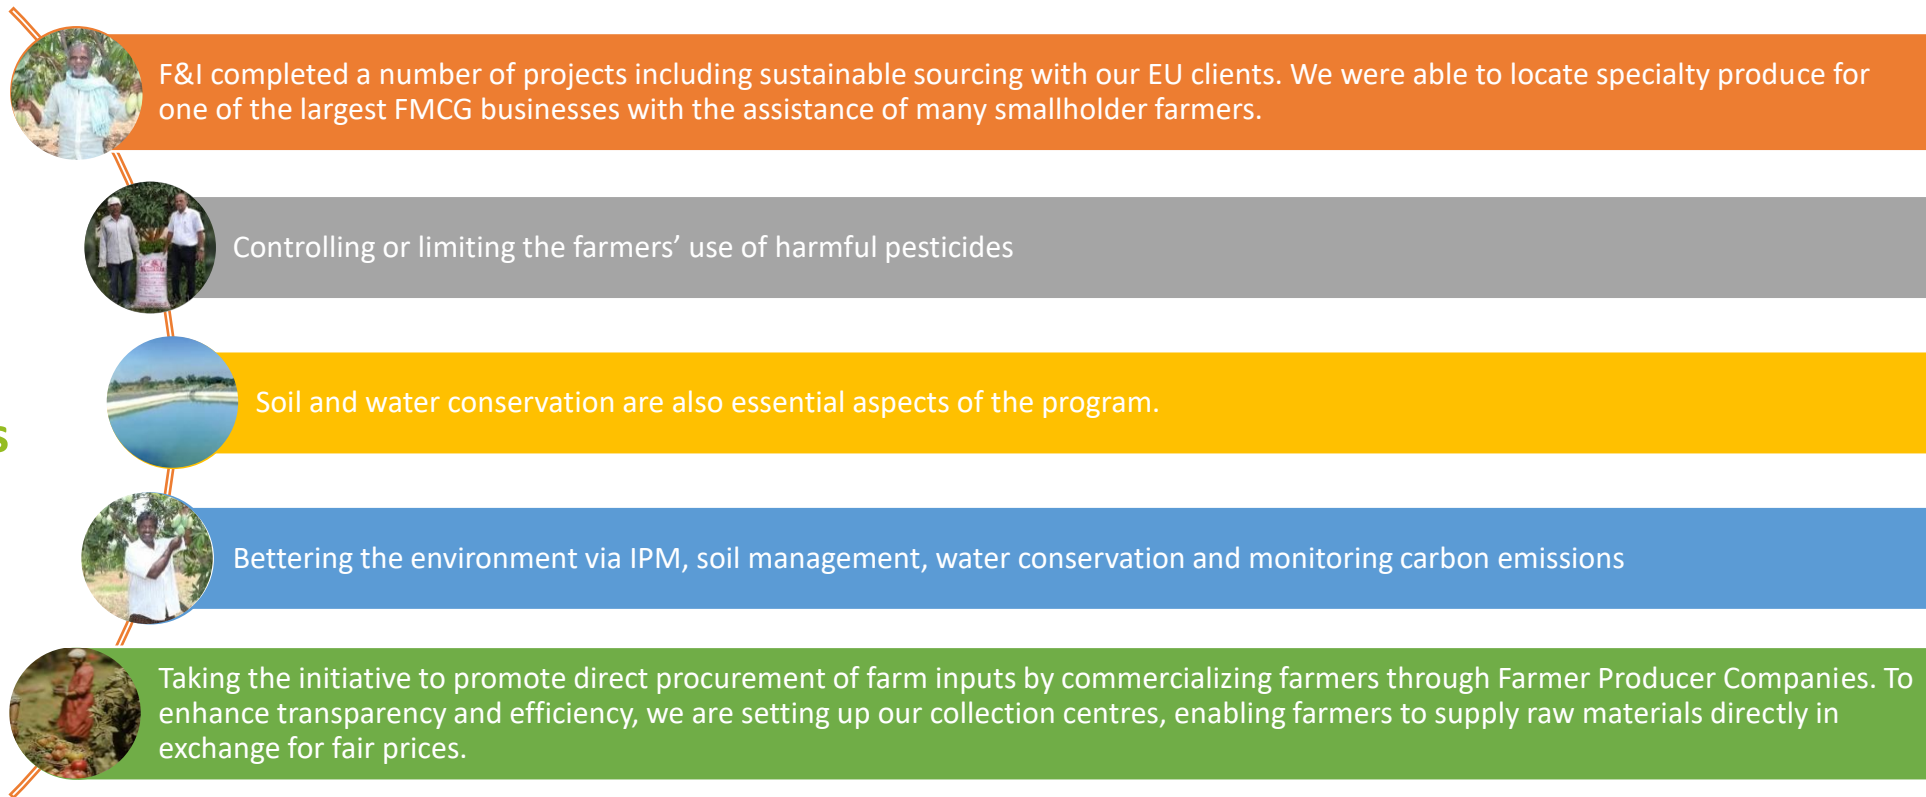 F&I completed a number of projects including sustainable sourcing with our EU clients. We were able to locate specialty produce for
one of the largest FMCG businesses with the assistance of many smallholder farmers.
Controlling or limiting the farmers’ use of harmful pesticides
Soil and water conservation are also essential aspects of the program.
s
Bettering the environment via IPM, soil management, water conservation and monitoring carbon emissions
Taking the initiative to promote direct procurement of farm inputs by commercializing farmers through Farmer Producer Companies. To
enhance transparency and efficiency, we are setting up our collection centres, enabling farmers to supply raw materials directly in
exchange for fair prices.